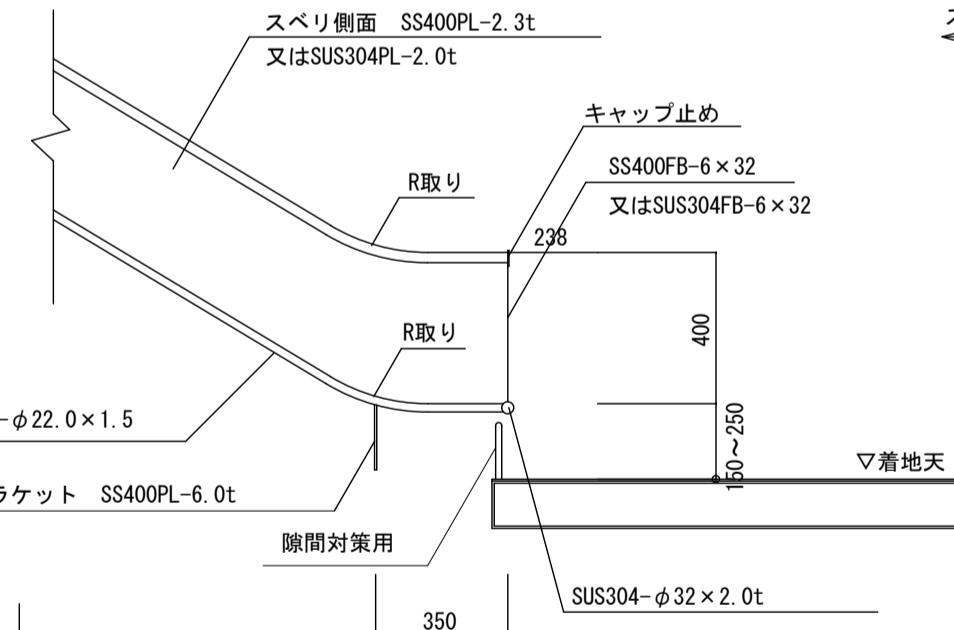 スベリ側面 SS400PL-2.3t
又はSUS304PL-2.0t
キャップ止め
R取り
SS400FB-6×32
又はSUS304FB-6×32
238
400
R取り
-φ22.0×1.5
150~250
▽着地天
ラケット SS400PL-6.0t
隙間対策用
SUS304-φ32×2.0t
350